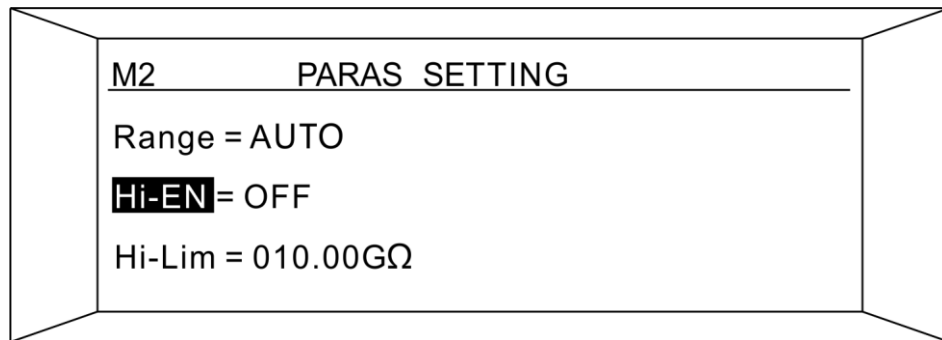 M2 PARAS SETTING
Range = AUTO
Hi-EN = OFF
Hi-Lim = 010.00GΩ